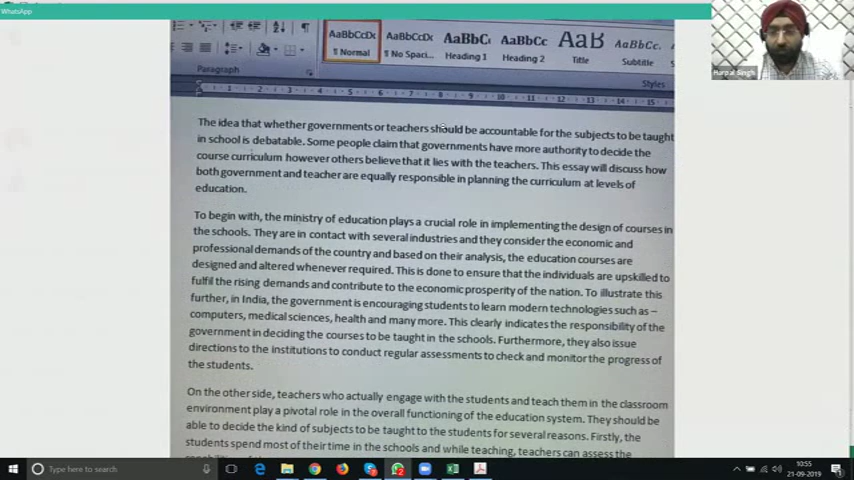 WhatsApp
AaBbCcDc AaBbCcDc AaBbC AaBbCc AaB AaBbCc.
¶ Normal ¶ No Spaci... Heading 1 Heading 2 Title Subtitle
Paragraph Styles
Harpal Singh
The idea that whether governments or teachers should be accountable for the subjects to be taught
in school is debatable. Some people claim that governments have more authority to decide the
course curriculum however others believe that it lies with the teachers. This essay will discuss how
both government and teacher are equally responsible in planning the curriculum at levels of
education.
To begin with, the ministry of education plays a crucial role in implementing the design of courses in
the schools. They are in contact with several industries and they consider the economic and
professional demands of the country and based on their analysis, the education courses are
designed and altered whenever required. This is done to ensure that the individuals are upskilled to
fulfil the rising demands and contribute to the economic prosperity of the nation. To illustrate this
further, in India, the government is encouraging students to learn modern technologies such as –
computers, medical sciences, health and many more. This clearly indicates the responsibility of the
government in deciding the courses to be taught in the schools. Furthermore, they also issue
directions to the institutions to conduct regular assessments to check and monitor the progress of
the students.
On the other side, teachers who actually engage with the students and teach them in the classroom
environment play a pivotal role in the overall functioning of the education system. They should be
able to decide the kind of subjects to be taught to the students for several reasons. Firstly, the
students spend most of their time in the schools and while teaching, teachers can assess the
Type here to search
10:55
21-09-2019